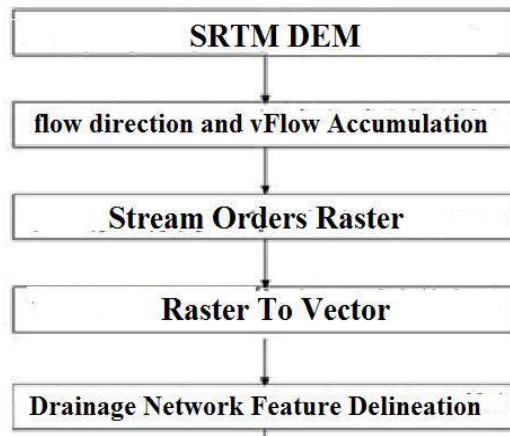 SRTM DEM
flow direction and vFlow Accumulation
Stream Orders Raster
Raster To Vector
Drainage Network Feature Delineation